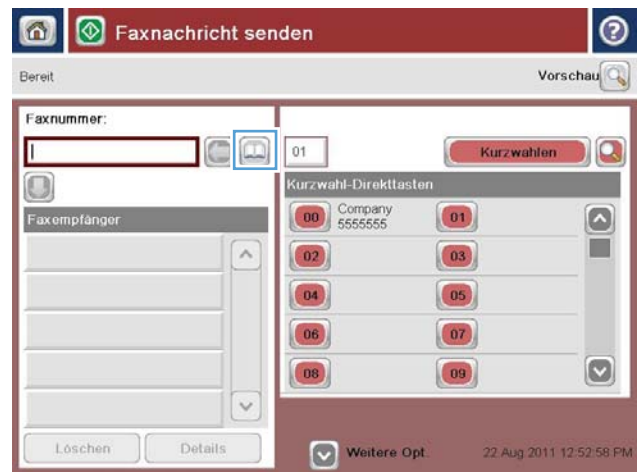 Faxnachricht senden
Bereit
Vorschau
Faxnummer:
01
Kurzwahlen
Kurzwahl-Direkttasten
00 Company 5555555 01
02 03
04 05
06 07
08 09
Faxempfänger
Löschen Details
Weitere Opt. 22 Aug 2011 12:52:58 PM